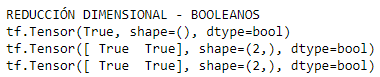 REDUCCIÓN DIMENSIONAL - BOOLEANOS
tf.Tensor(True, shape=(), dtype=bool)
tf.Tensor([ True  True], shape=(2,), dtype=bool)
tf.Tensor([ True  True], shape=(2,), dtype=bool)